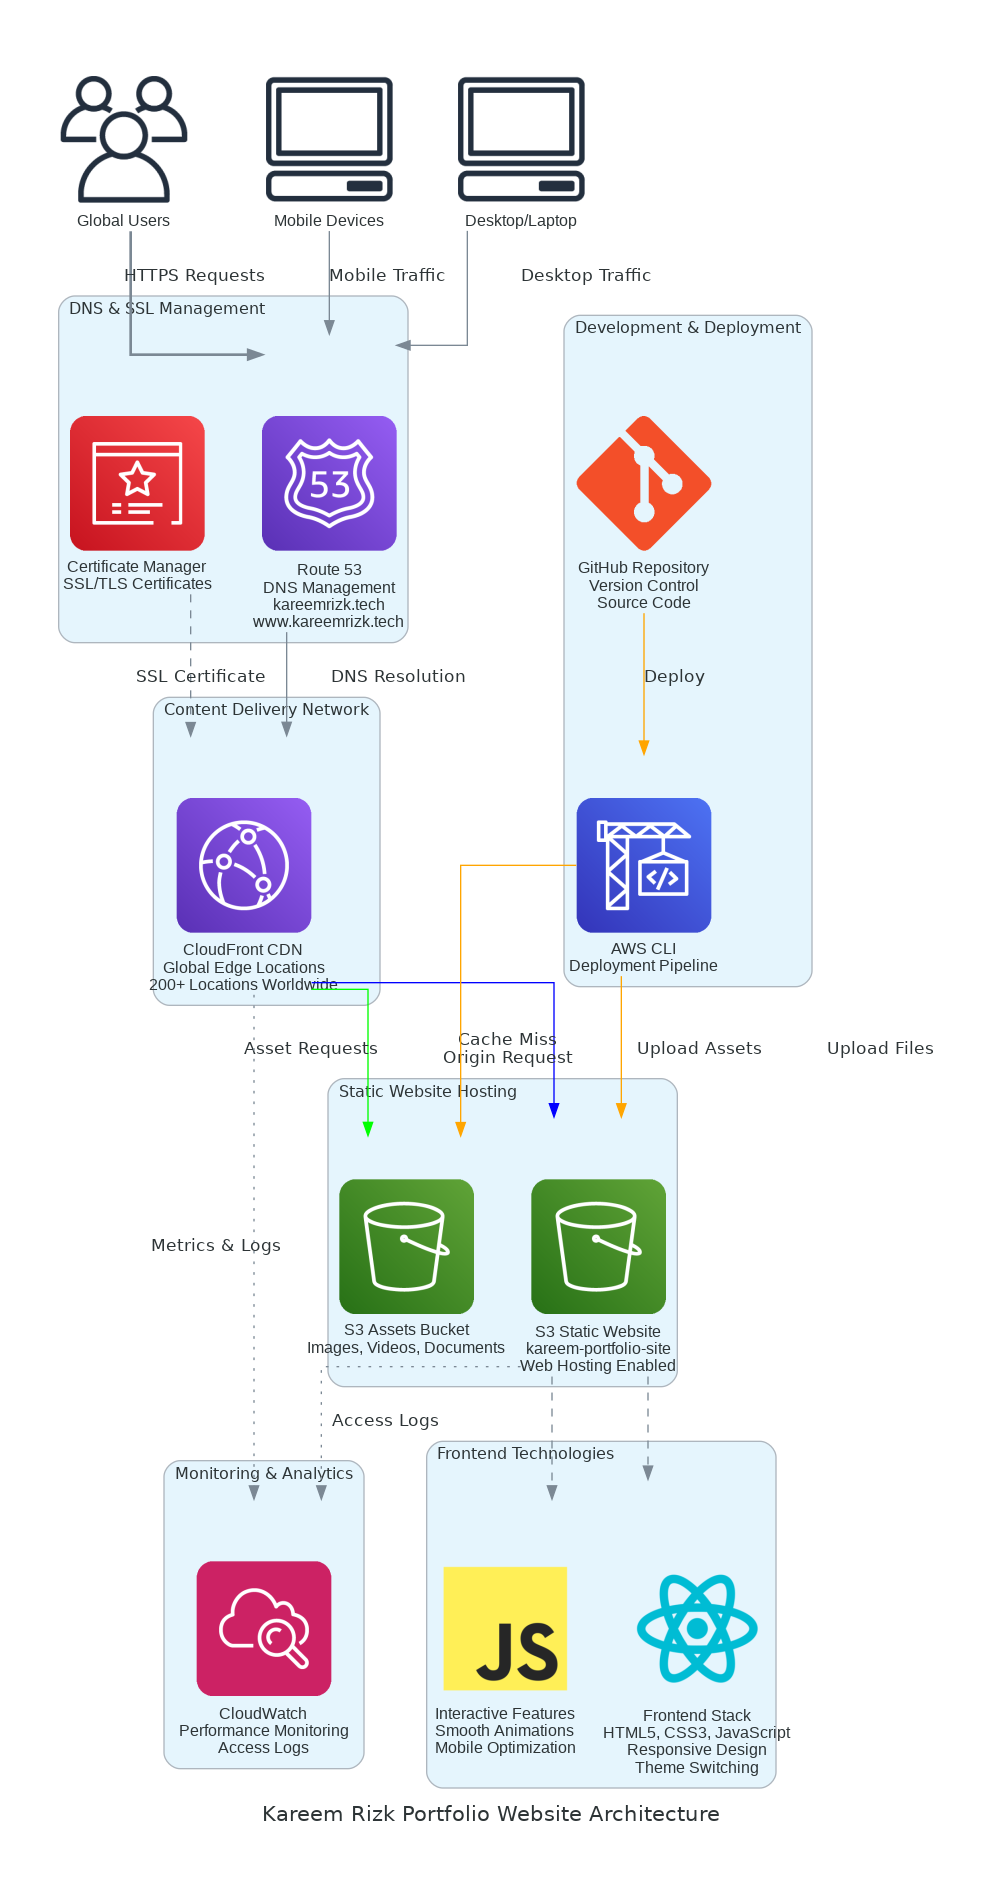 Global Users
Mobile Devices
Desktop/Laptop
HTTPS Requests
Mobile Traffic
Desktop Traffic
DNS & SSL Management
Development & Deployment
53
Certificate Manager
SSL/TLS Certificates
Route 53
DNS Management
kareemrizk.tech
www.kareemrizk.tech
GitHub Repository
Version Control
Source Code
SSL Certificate
DNS Resolution
Deploy
Content Delivery Network
</>
CloudFront CDN
Global Edge Locations
200+ Locations Worldwide
AWS CLI
Deployment Pipeline
Asset Requests
Cache Miss
Origin Request
Upload Assets
Upload Files
Static Website Hosting
Metrics & Logs
S3 Assets Bucket
Images, Videos, Documents
S3 Static Website
kareem-portfolio-site
Web Hosting Enabled
Access Logs
Frontend Technologies
Monitoring & Analytics
JS
CloudWatch
Performance Monitoring
Access Logs
Interactive Features
Smooth Animations
Mobile Optimization
Frontend Stack
HTML5, CSS3, JavaScript
Responsive Design
Theme Switching
Kareem Rizk Portfolio Website Architecture